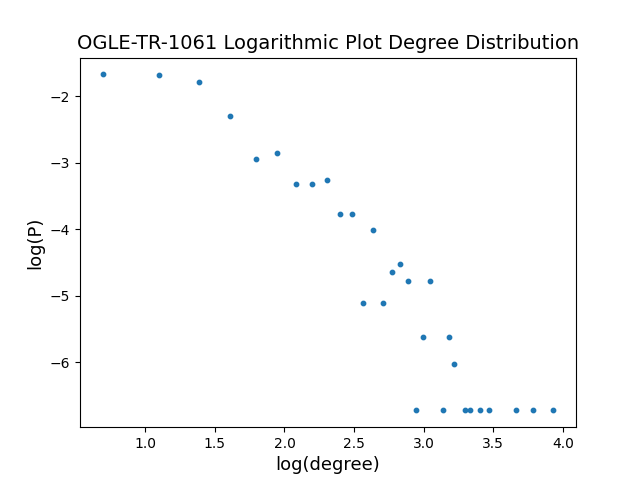 OGLE-TR-1061 Logarithmic Plot Degree Distribution
−2
−3
−4
−5
−6
log(P)
1.0 1.5 2.0 2.5 3.0 3.5 4.0
log(degree)